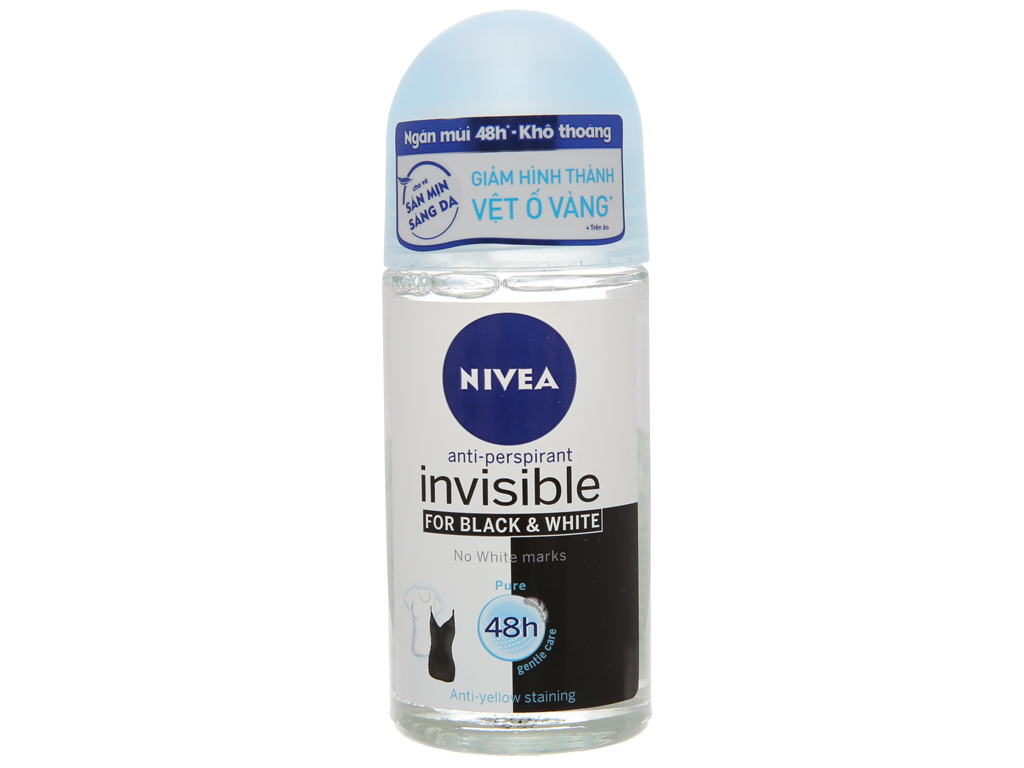 Ngăn mùi 48h*-Khô thoáng
cho vẻ
SĂN MỊN
SÁNG DA
GIẢM HÌNH THÀNH
VỆT Ố VÀNG+
+ Trên áo
NIVEA
anti-perspirant
invisible
FOR BLACK & WHITE
No White marks
Pure
48h
gentle care
Anti-yellow staining